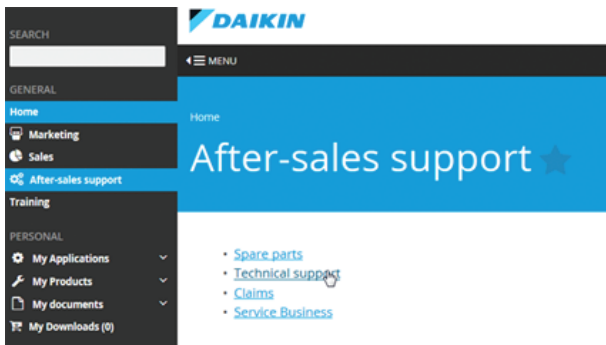 SEARCH
GENERAL
Home
Marketing
Sales
After-sales support
Training
PERSONAL
My Applications
My Products
My documents
My Downloads (0)
DAIKIN
MENU
Home
After-sales support
• Spare parts
• Technical support
• Claims
• Service Business